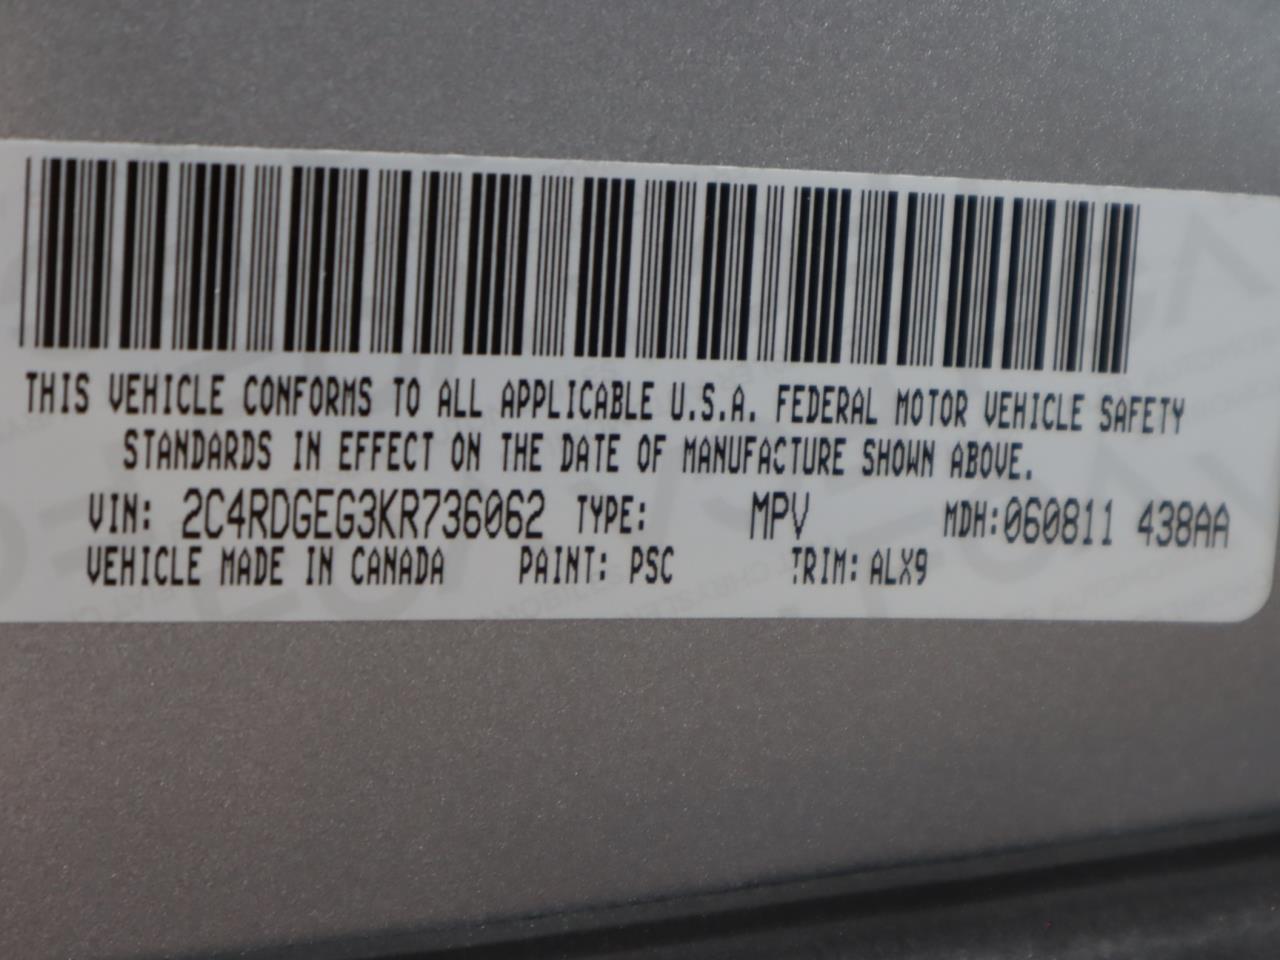 THIS VEHICLE CONFORMS TO ALL APPLICABLE U.S.A. FEDERAL MOTOR VEHICLE SAFETY
STANDARDS IN EFFECT ON THE DATE OF MANUFACTURE SHOWN ABOVE.
VIN: 2C4RDGEG3KR736062 TYPE: MPV MDH:060811 438AA
VEHICLE MADE IN CANADA PAINT: PSC TRIM: ALX9